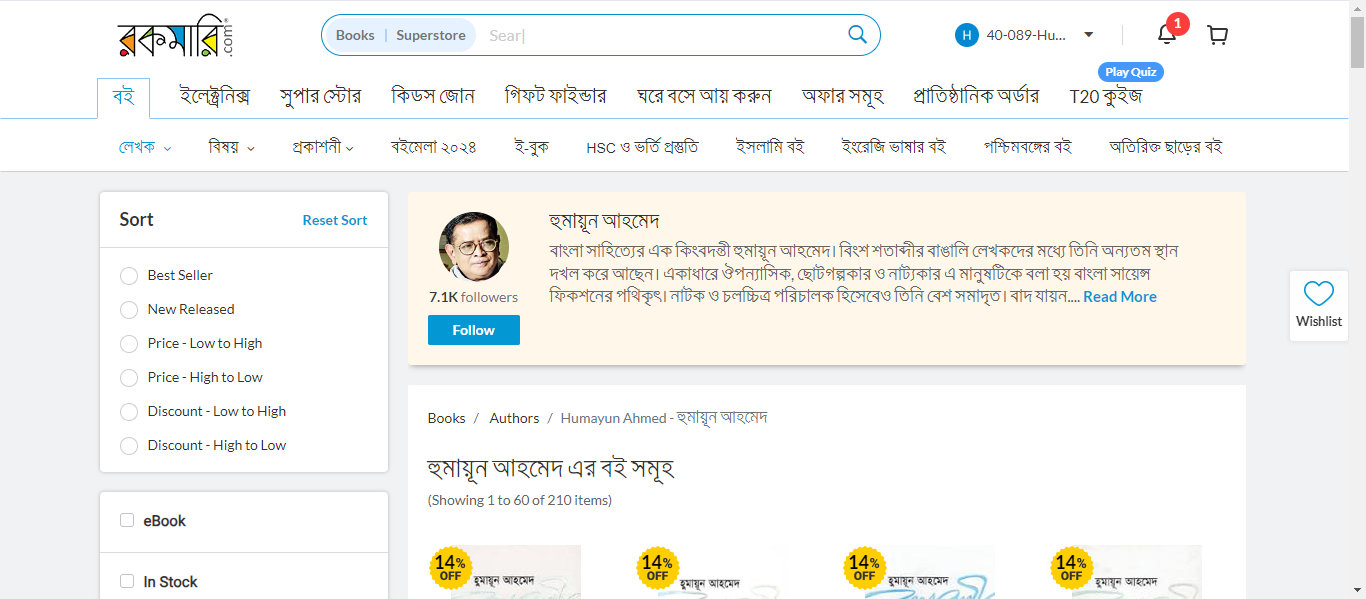 রকমারি.com
Books | Superstore Sear
H 40-089-Hu...
1
Play Quiz
বই ইলেক্ট্রনিক্স সুপার স্টোর কিডস জোন গিফট ফাইন্ডার ঘরে বসে আয় করুন অফার সমূহ প্রাতিষ্ঠানিক অর্ডার T20 কুইজ
লেখক বিষয় প্রকাশনী বইমেলা ২০২৪ ই-বুক HSC ও ভর্তি প্রস্তুতি ইসলামি বই ইংরেজি ভাষার বই পশ্চিমবঙ্গের বই অতিরিক্ত ছাড়ের বই
Sort Reset Sort
Best Seller
New Released
Price - Low to High
Price - High to Low
Discount - Low to High
Discount - High to Low
eBook
In Stock
হুমায়ূন আহমেদ
বাংলা সাহিত্যের এক কিংবদন্তী হুমায়ূন আহমেদ। বিংশ শতাব্দীর বাঙালি লেখকদের মধ্যে তিনি অন্যতম স্থান
দখল করে আছেন। একাধারে ঔপন্যাসিক, ছোটগল্পকার ও নাট্যকার এ মানুষটিকে বলা হয় বাংলা সায়েন্স
ফিকশনের পথিকৃৎ। নাটক ও চলচ্চিত্র পরিচালক হিসেবেও তিনি বেশ সমাদৃত। বাদ যায়ন.... Read More
7.1K followers
Follow
Wishlist
Books / Authors / Humayun Ahmed - হুমায়ূন আহমেদ
হুমায়ূন আহমেদ এর বই সমূহ
(Showing 1 to 60 of 210 items)
14% OFF হুমায়ূন আহমেদ
14% OFF হুমায়ূন আহমেদ
14% OFF হুমায়ূন আহমেদ
14% OFF হুমায়ূন আহমেদ